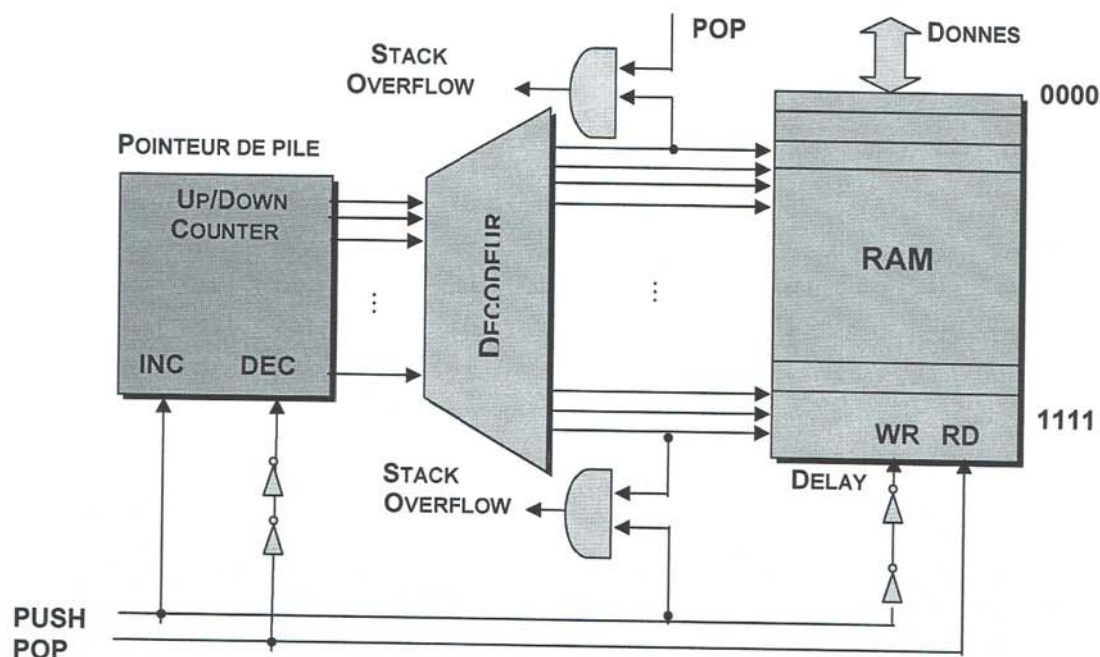 POP
DONNES
STACK
OVERFLOW
0000
POINTEUR DE PILE
UP/DOWN
COUNTER
DECODEUR
RAM
...
...
INC DEC
WR RD
1111
STACK
OVERFLOW
DELAY
PUSH
POP